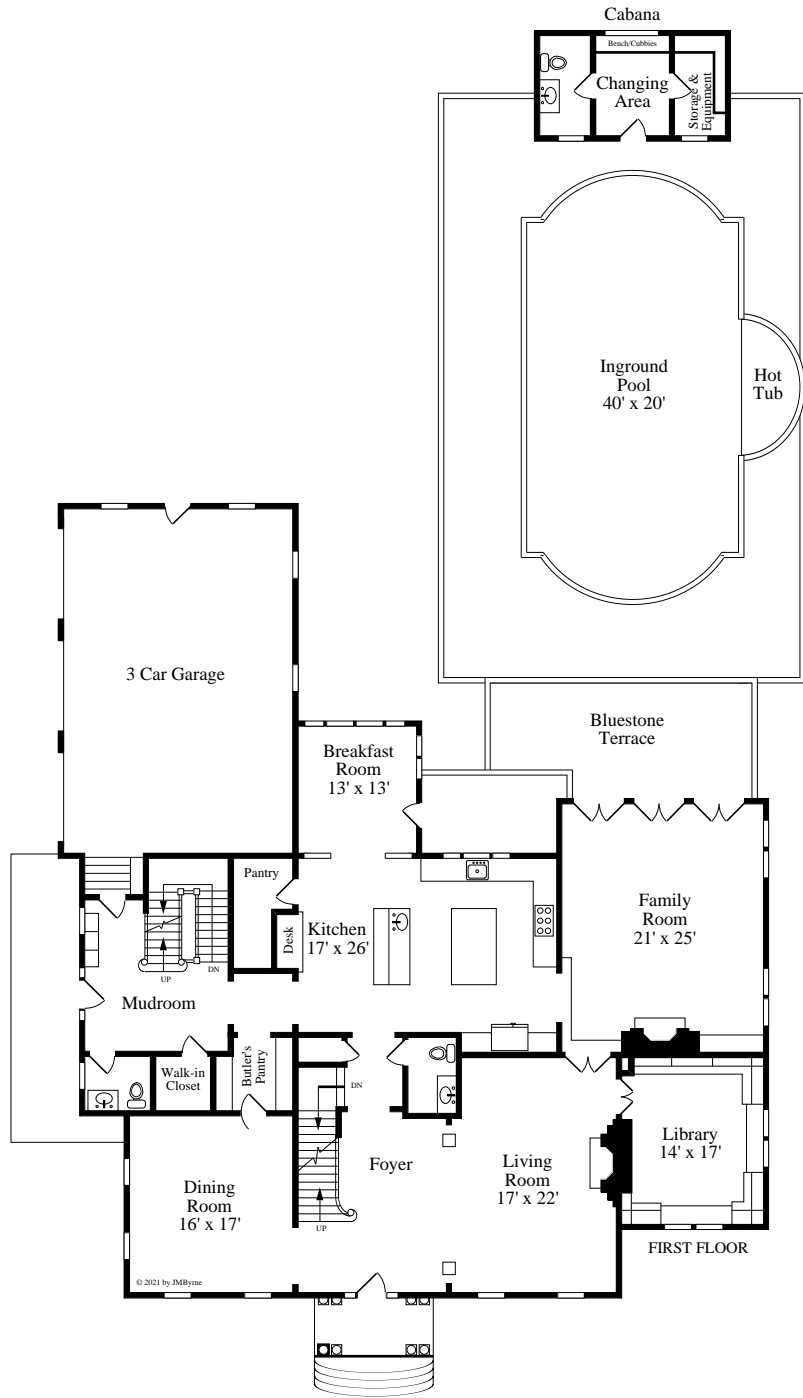 Cabana
Bench/Cubbies
Changing
Area
Storage &
Equipment
Inground
Pool
40' x 20'
Hot
Tub
3 Car Garage
Bluestone
Terrace
Breakfast
Room
13' x 13'
Pantry
Kitchen
17' x 26'
Desk
Family
Room
21' x 25'
UP
DN
Mudroom
Walk-in
Closet
Butler's
Pantry
DN
Foyer
UP
Living
Room
17' x 22'
Library
14' x 17'
Dining
Room
16' x 17'
FIRST FLOOR
© 2021 by JMByrne